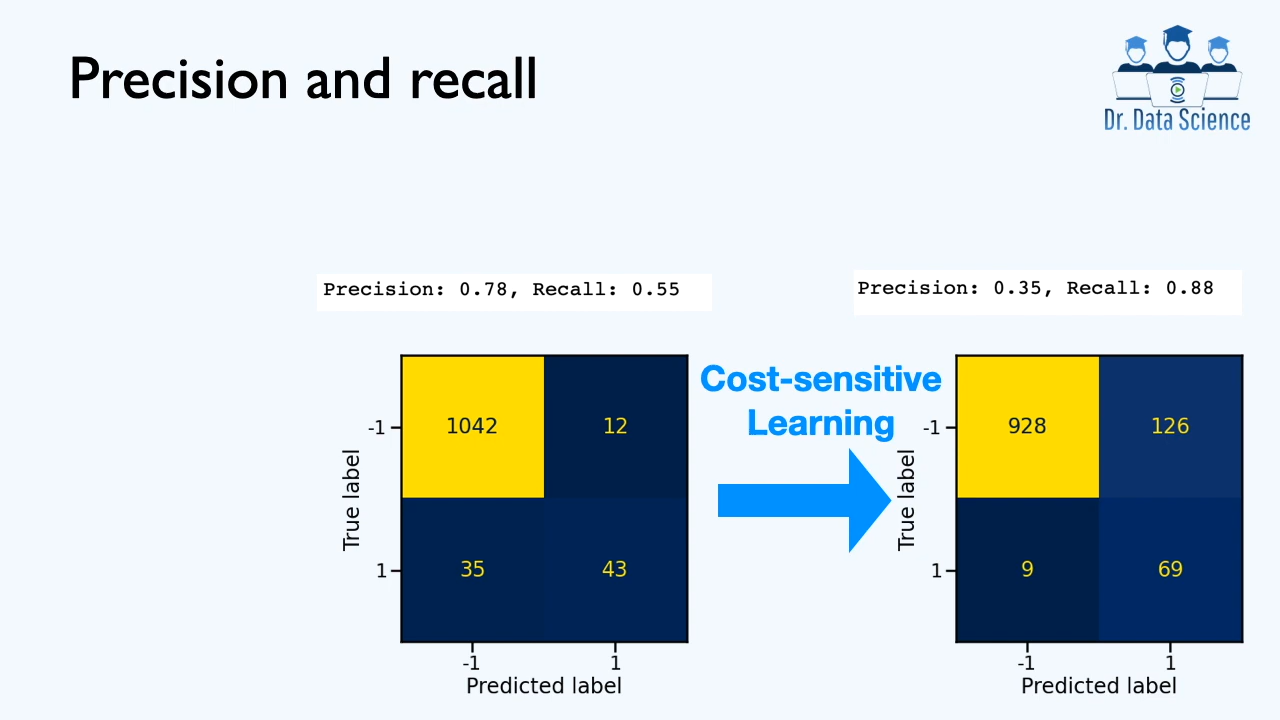 Precision and recall
Dr. Data Science
Precision: 0.78, Recall: 0.55
Precision: 0.35, Recall: 0.88
True label
-1
1042
12
1
35
43
-1
1
Predicted label
Cost-sensitive
Learning
True label
-1
928
126
1
9
69
-1
1
Predicted label